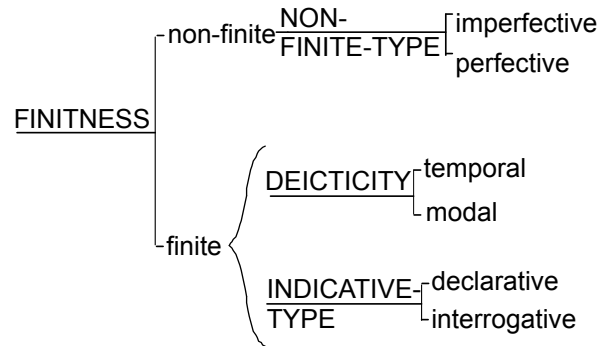 non-finite
NON-
FINITE-TYPE
imperfective
perfective
FINITNESS
finite
DEICTICITY
temporal
modal
INDICATIVE-
TYPE
declarative
interrogative